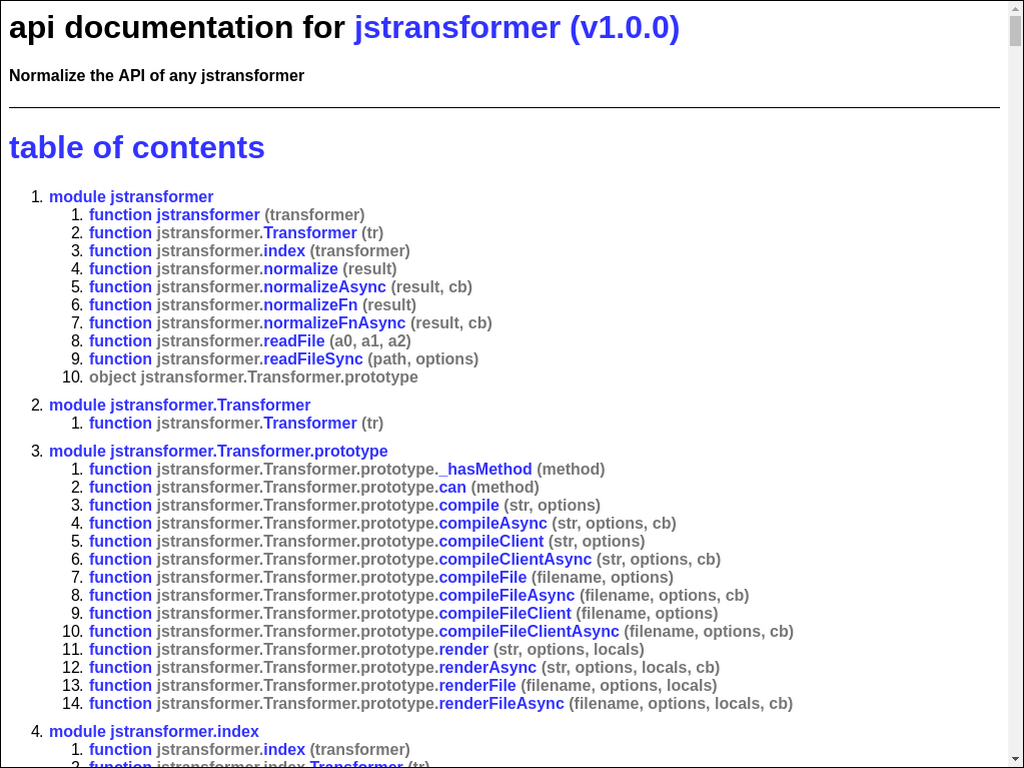 api documentation for jstransformer (v1.0.0)
Normalize the API of any jstransformer
table of contents
1. module jstransformer
1. function jstransformer (transformer)
2. function jstransformer.Transformer (tr)
3. function jstransformer.index (transformer)
4. function jstransformer.normalize (result)
5. function jstransformer.normalizeAsync (result, cb)
6. function jstransformer.normalizeFn (result)
7. function jstransformer.normalizeFnAsync (result, cb)
8. function jstransformer.readFile (a0, a1, a2)
9. function jstransformer.readFileSync (path, options)
10. object jstransformer.Transformer.prototype
2. module jstransformer.Transformer
1. function jstransformer.Transformer (tr)
3. module jstransformer.Transformer.prototype
1. function jstransformer.Transformer.prototype._hasMethod (method)
2. function jstransformer.Transformer.prototype.can (method)
3. function jstransformer.Transformer.prototype.compile (str, options)
4. function jstransformer.Transformer.prototype.compileAsync (str, options, cb)
5. function jstransformer.Transformer.prototype.compileClient (str, options)
6. function jstransformer.Transformer.prototype.compileClientAsync (str, options, cb)
7. function jstransformer.Transformer.prototype.compileFile (filename, options)
8. function jstransformer.Transformer.prototype.compileFileAsync (filename, options, cb)
9. function jstransformer.Transformer.prototype.compileFileClient (filename, options)
10. function jstransformer.Transformer.prototype.compileFileClientAsync (filename, options, cb)
11. function jstransformer.Transformer.prototype.render (str, options, locals)
12. function jstransformer.Transformer.prototype.renderAsync (str, options, locals, cb)
13. function jstransformer.Transformer.prototype.renderFile (filename, options, locals)
14. function jstransformer.Transformer.prototype.renderFileAsync (filename, options, locals, cb)
4. module jstransformer.index
1. function jstransformer.index (transformer)
2. function jstransformer.index.Transformer (tr)